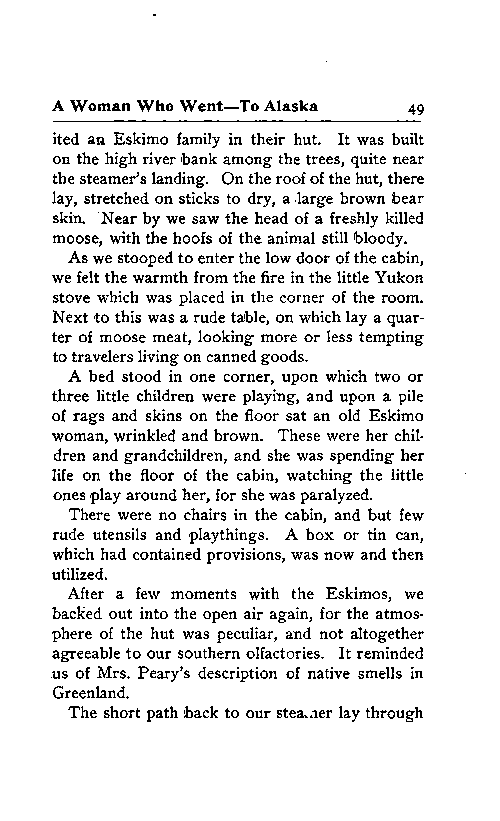 A Woman Who Went—To Alaska 49
ited an Eskimo family in their hut. It was built
on the high river bank among the trees, quite near
the steamer's landing. On the roof of the hut, there
lay, stretched on sticks to dry, a large brown bear
skin. Near by we saw the head of a freshly killed
moose, with the hoofs of the animal still bloody.
As we stooped to enter the low door of the cabin,
we felt the warmth from the fire in the little Yukon
stove which was placed in the corner of the room.
Next to this was a rude table, on which lay a quar-
ter of moose meat, looking more or less tempting
to travelers living on canned goods.
A bed stood in one corner, upon which two or
three little children were playing, and upon a pile
of rags and skins on the floor sat an old Eskimo
woman, wrinkled and brown. These were her chil-
dren and grandchildren, and she was spending her
life on the floor of the cabin, watching the little
ones play around her, for she was paralyzed.
There were no chairs in the cabin, and but few
rude utensils and playthings. A box or tin can,
which had contained provisions, was now and then
utilized.
After a few moments with the Eskimos, we
backed out into the open air again, for the atmos-
phere of the hut was peculiar, and not altogether
agreeable to our southern olfactories. It reminded
us of Mrs. Peary's description of native smells in
Greenland.
The short path back to our steamer lay through